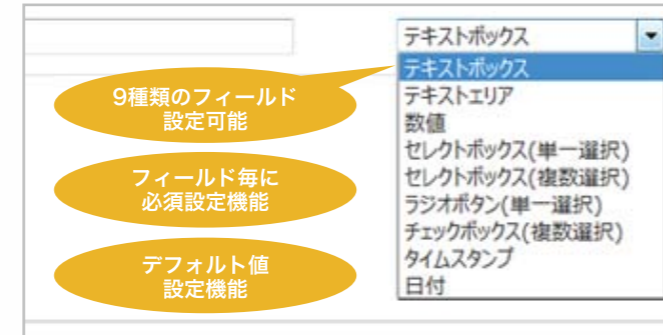 テキストボックス
テキストボックス
テキストエリア
数値
セレクトボックス(単一選択)
セレクトボックス(複数選択)
ラジオボタン(単一選択)
チェックボックス(複数選択)
タイムスタンプ
日付
9種類のフィールド
設定可能
フィールド毎に
必須設定機能
デフォルト値
設定機能